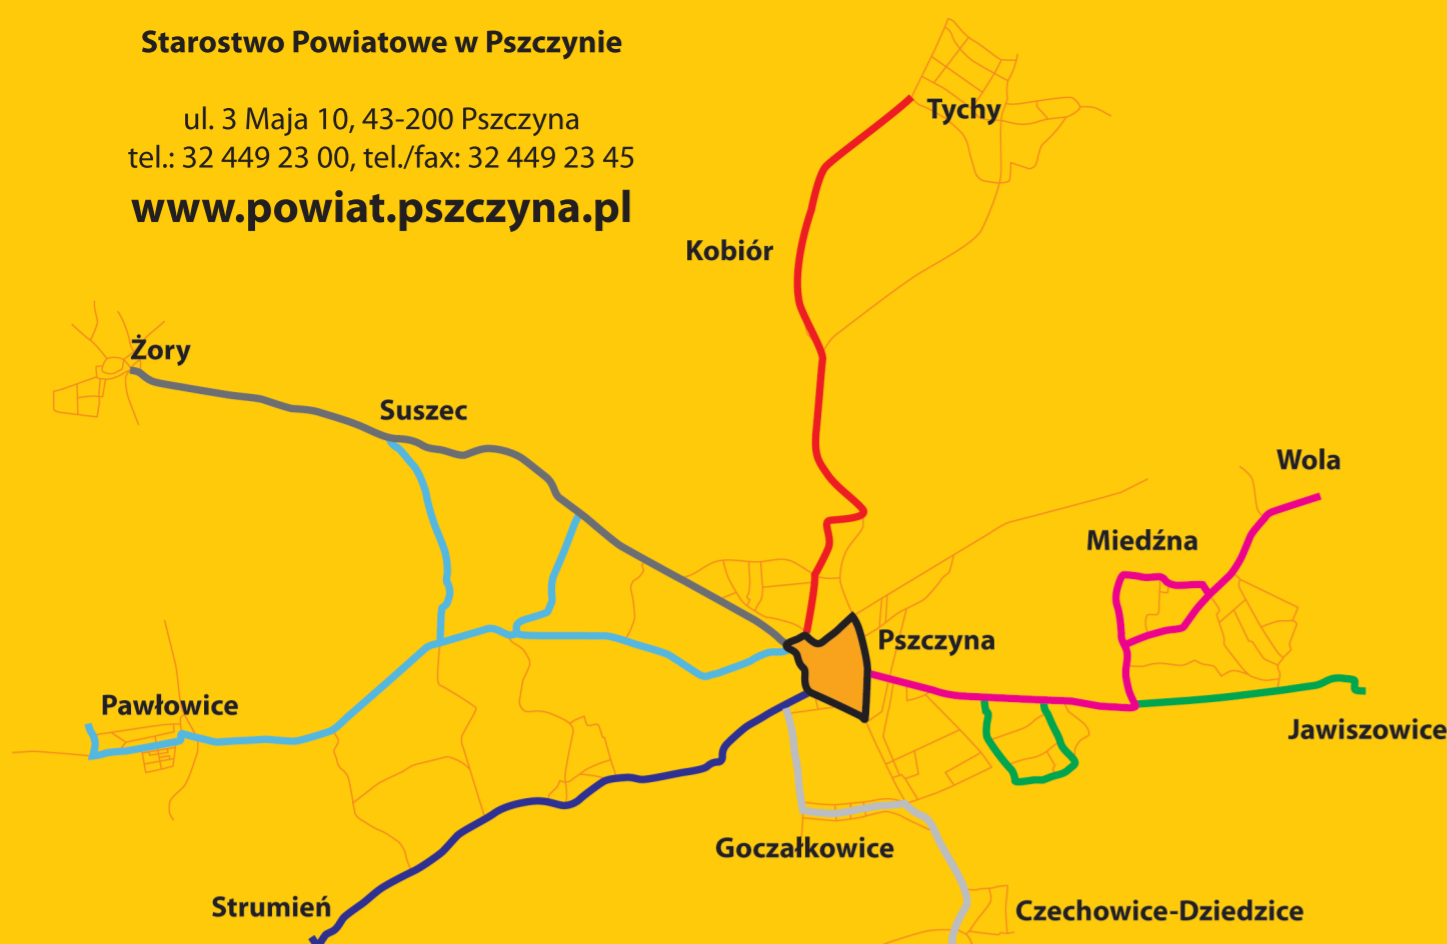 Starostwo Powiatowe w Pszczynie
ul. 3 Maja 10, 43-200 Pszczyna
tel.: 32 449 23 00, tel./fax: 32 449 23 45
www.powiat.pszczyna.pl
Tychy
Kobiór
Żory
Suszec
Wola
Miedźna
Pszczyna
Pawłowice
Jawiszowice
Goczałkowice
Strumień
Czechowice-Dziedzice